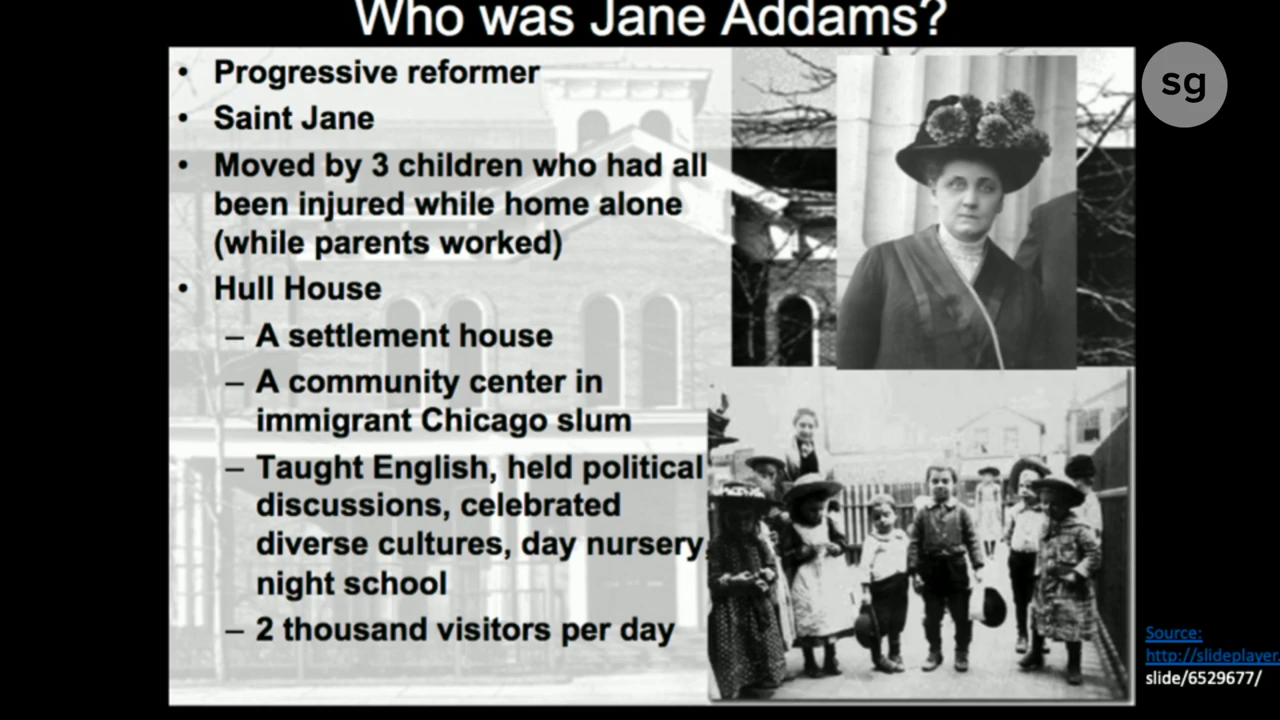 Who was Jane Addams?
• Progressive reformer
• Saint Jane
• Moved by 3 children who had all
been injured while home alone
(while parents worked)
• Hull House
– A settlement house
– A community center in
immigrant Chicago slum
– Taught English, held political
discussions, celebrated
diverse cultures, day nursery,
night school
– 2 thousand visitors per day
sg
Source:
http://slideplayer.
slide/6529677/